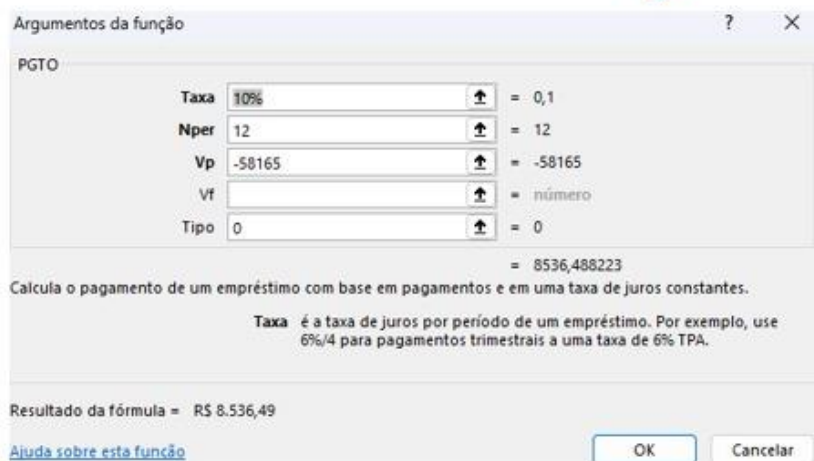 Argumentos da função ? ×
PGTO
Taxa 10% = 0,1
Nper 12 = 12
Vp -58165 = -58165
Vf = número
Tipo 0 = 0
= 8536,488223
Calcula o pagamento de um empréstimo com base em pagamentos e em uma taxa de juros constantes.
Taxa é a taxa de juros por período de um empréstimo. Por exemplo, use
6%/4 para pagamentos trimestrais a uma taxa de 6% TPA.
Resultado da fórmula = R$ 8.536,49
Ajuda sobre esta função OK Cancelar